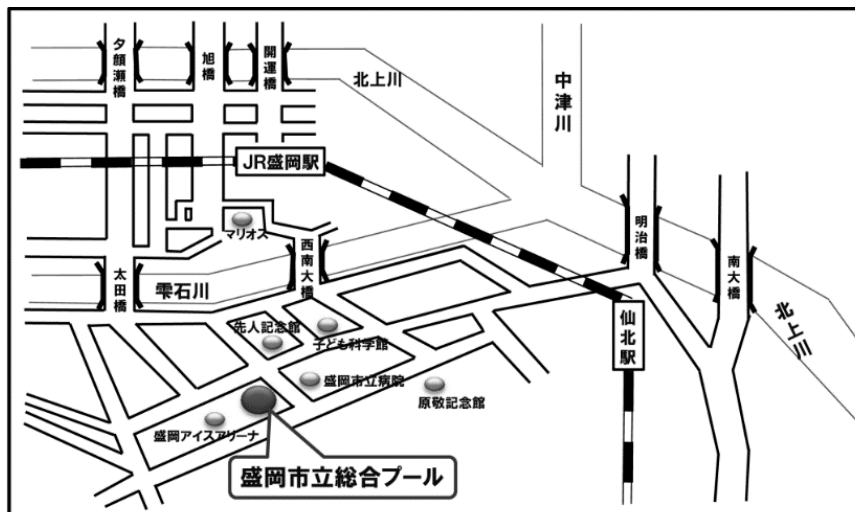 夕顔瀬橋
旭橋
開運橋
北上川
中津川
JR盛岡駅
マリオス
西南大橋
明治橋
南大橋
太田橋
雫石川
北上川
仙北駅
先人記念館
子ども科学館
盛岡市立病院
原敬記念館
盛岡アイスアリーナ
盛岡市立総合プール